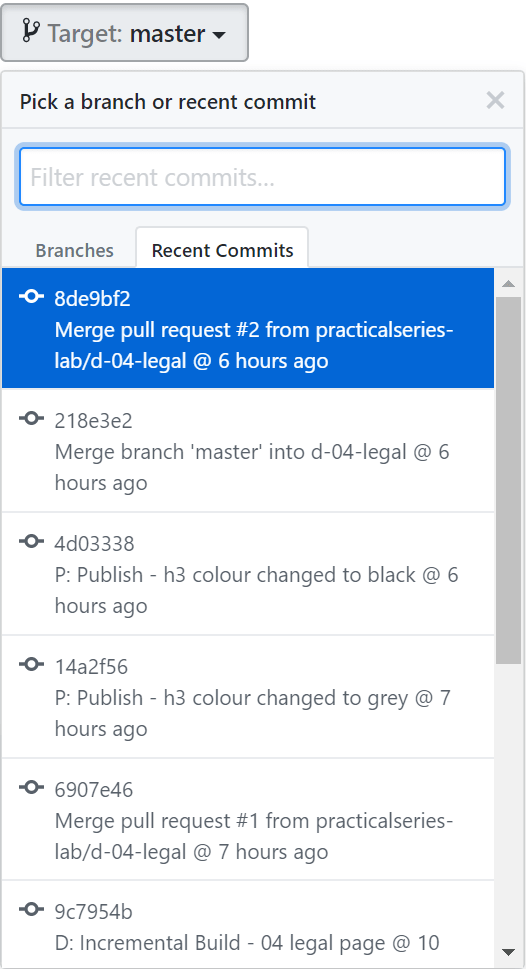 Target: master
Pick a branch or recent commit
Filter recent commits...
Branches
Recent Commits
8de9bf2
Merge pull request #2 from practicalseries-
lab/d-04-legal @ 6 hours ago
218e3e2
Merge branch 'master' into d-04-legal @ 6
hours ago
4d03338
P: Publish - h3 colour changed to black @ 6
hours ago
14a2f56
P: Publish - h3 colour changed to grey @ 7
hours ago
6907e46
Merge pull request #1 from practicalseries-
lab/d-04-legal @ 7 hours ago
9c7954b
D: Incremental Build - 04 legal page @ 10